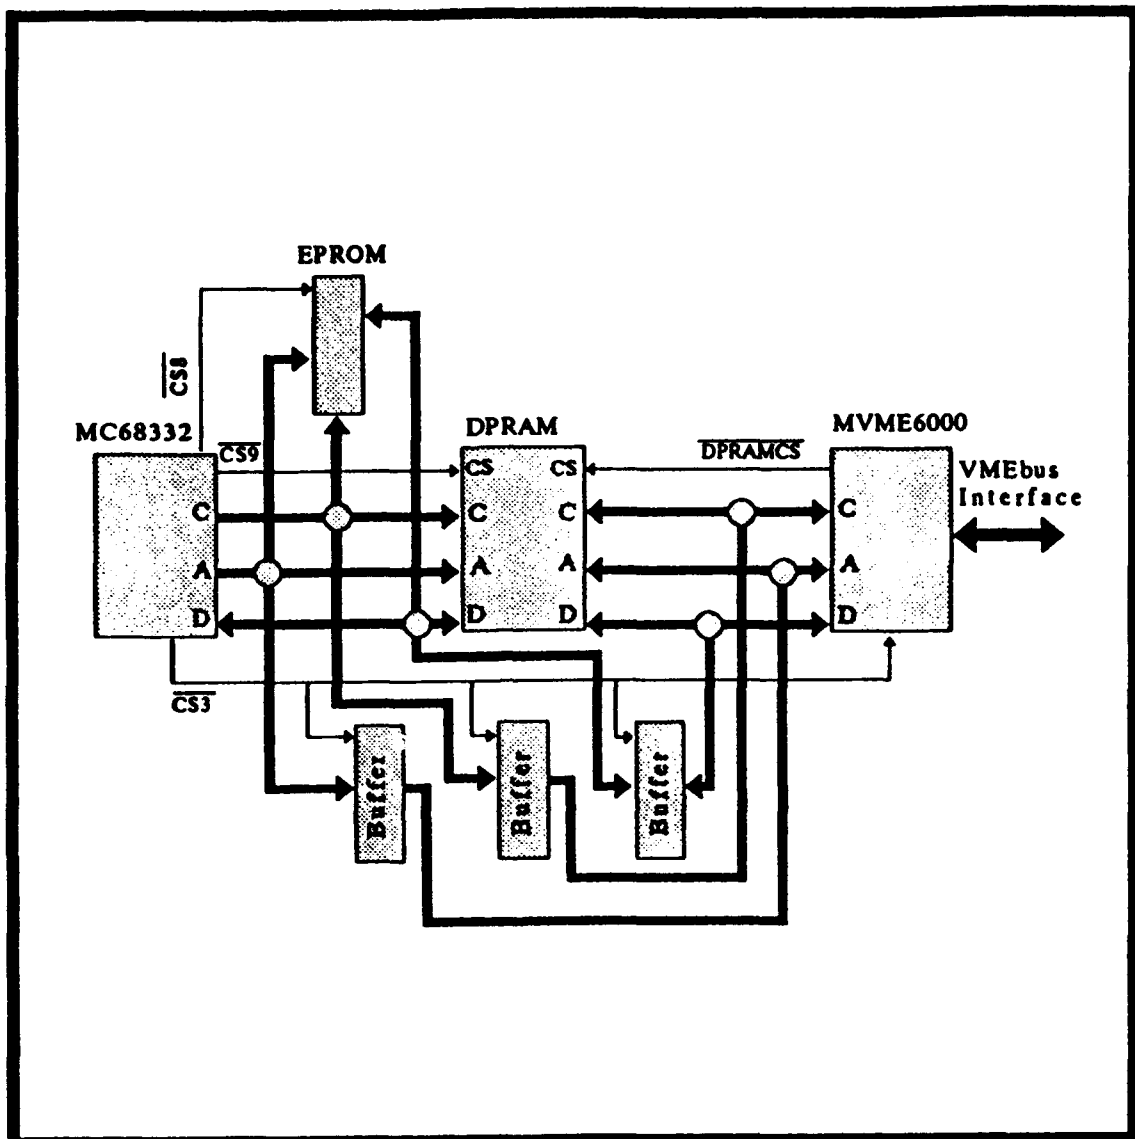 EPROM
CS8
MC68332
CS9
DPRAM
DPRAMCS
MVME6000
CS
CS
VMEbus
Interface
C
C
C
C
A
A
A
A
D
D
D
D
CS3
Buffer
Buffer
Buffer